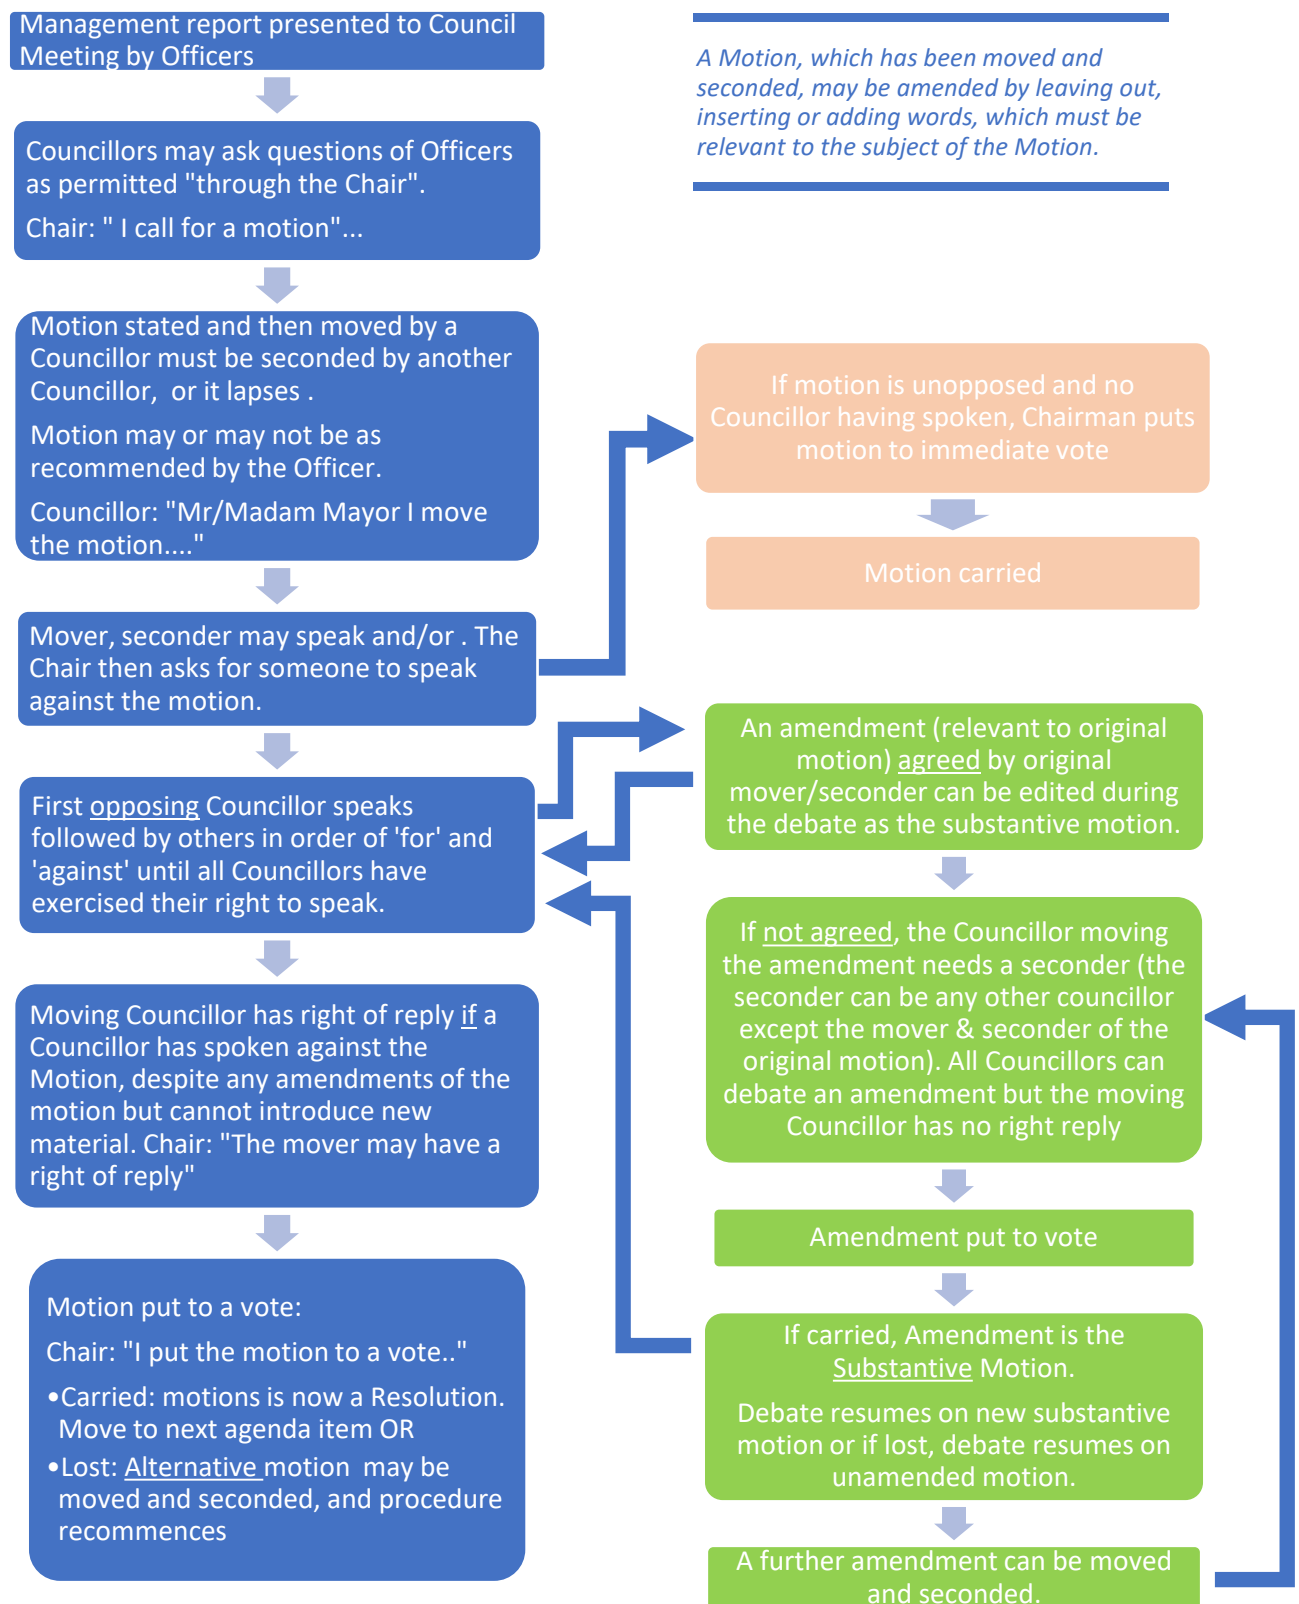 Management report presented to Council
Meeting by Officers
Councillors may ask questions of Officers
as permitted "through the Chair".
Chair: " I call for a motion"...
Motion stated and then moved by a
Councillor must be seconded by another
Councillor,  or it lapses .
Motion may or may not be as
recommended by the Officer.
Councillor: "Mr/Madam Mayor I move
the motion...."
Mover, seconder may speak and/or . The
Chair then asks for someone to speak
against the motion.
First opposing Councillor speaks
followed by others in order of 'for' and
'against' until all Councillors have
exercised their right to speak.
Moving Councillor has right of reply if a
Councillor has spoken against the
Motion, despite any amendments of the
motion but cannot introduce new
material. Chair: "The mover may have a
right of reply"
Motion put to a vote:
Chair: "I put the motion to a vote.."
•Carried: motions is now a Resolution.
Move to next agenda item OR
•Lost: Alternative motion  may be
moved and seconded, and procedure
recommences
A Motion, which has been moved and
seconded, may be amended by leaving out,
inserting or adding words, which must be
relevant to the subject of the Motion.
If motion is unopposed and no
Councillor having spoken, Chairman puts
motion to immediate vote
Motion carried
An amendment (relevant to original
motion) agreed by original
mover/seconder can be edited during
the debate as the substantive motion.
If not agreed, the Councillor moving
the amendment needs a seconder (the
seconder can be any other councillor
except the mover & seconder of the
original motion). All Councillors can
debate an amendment but the moving
Councillor has no right reply
Amendment put to vote
If carried, Amendment is the
Substantive Motion.
Debate resumes on new substantive
motion or if lost, debate resumes on
unamended motion.
A further amendment can be moved
and seconded.